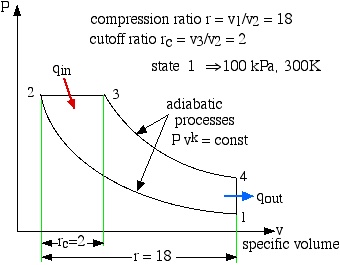 P
compression ratio r = v1/v2 = 18
cutoff ratio rc = v3/v2 = 2
state 1 ⇒100 kPa, 300K
qin
2
3
adiabatic
processes
P vk = const
4
qout
1
v
rc=2
specific volume
r = 18